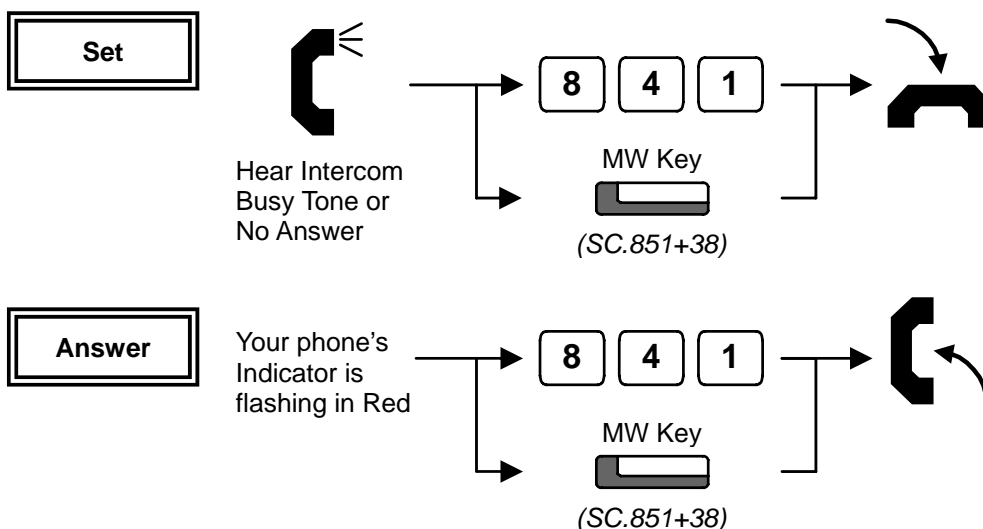 Set
Hear Intercom
Busy Tone or
No Answer
8 4 1
MW Key
(SC.851+38)
Answer
Your phone's
Indicator is
flashing in Red
8 4 1
MW Key
(SC.851+38)